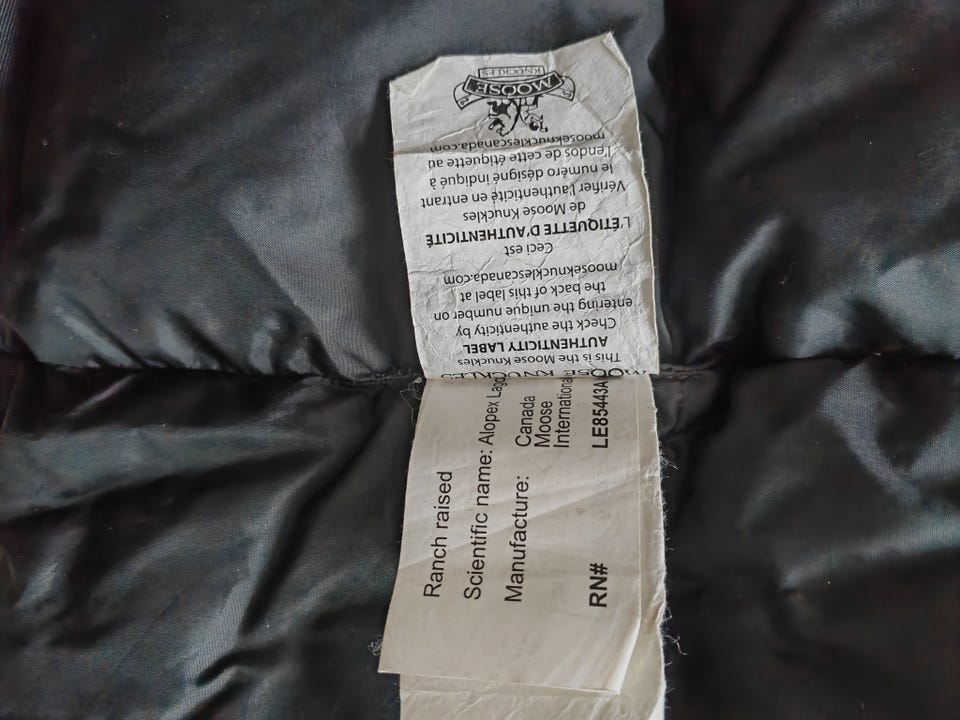 MOOSE KNUCKLES
This is the Moose Knuckles
AUTHENTICITY LABEL
Check the authenticity by
entering the unique number on
the back of this label at
mooseknucklescanada.com
Ceci est
L'ÉTIQUETTE D'AUTHENTICITÉ
de Moose Knuckles
Vérifier l'authenticité en entrant
le numéro désigné indiqué à
l'endos de cette étiquette au
mooseknucklescanada.com
MOOSE
KNUCKLES
Ranch raised
Scientific name: Alopex
Manufacture: Canada
Moose
International
RN# LE85443A